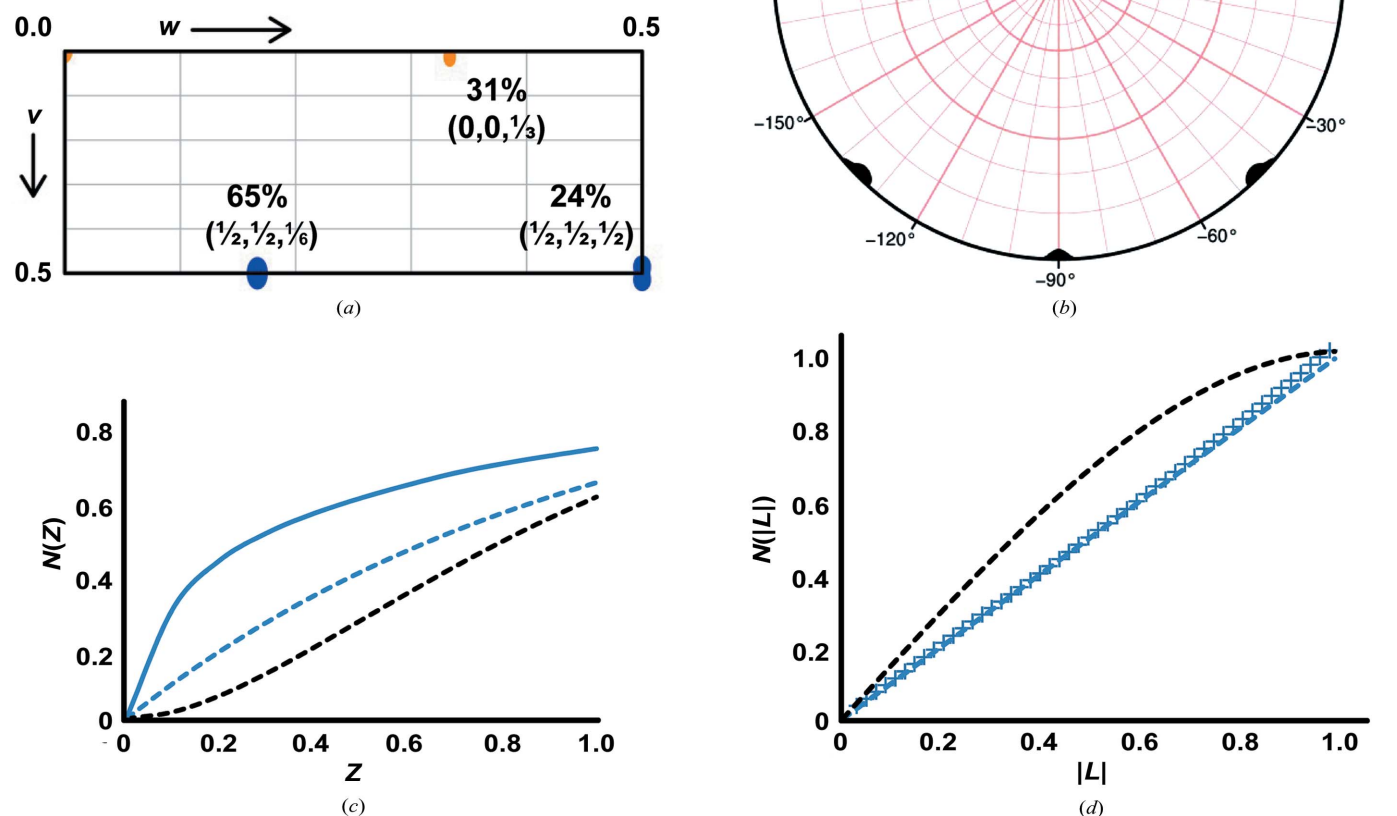 0.0 w 0.5
v
31%
(0,0,⅓)
65% 24%
(½,½,⅙) (½,½,½)
0.5
(a)
-150° -30°
-120° -60°
-90°
(b)
N(Z)
0.8
0.6
0.4
0.2
0
- 0 0.2 0.4 0.6 0.8 1.0
Z
(c)
N(|L|)
1.0
0.8
0.6
0.4
0.2
0
0 0.2 0.4 0.6 0.8 1.0
|L|
(d)